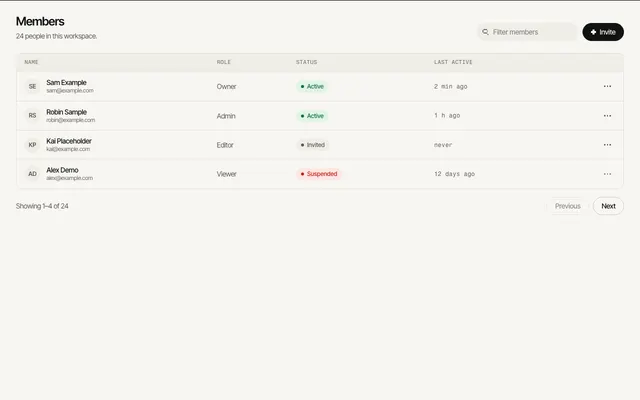 Members
24 people in this workspace.
Filter members
Invite
NAME ROLE STATUS LAST ACTIVE
SE Sam Example Owner Active 2 min ago
sam@example.com
RS Robin Sample Admin Active 1 h ago
robin@example.com
KP Kai Placeholder Editor Invited never
kai@example.com
AD Alex Demo Viewer Suspended 12 days ago
alex@example.com
Showing 1–4 of 24
Previous Next